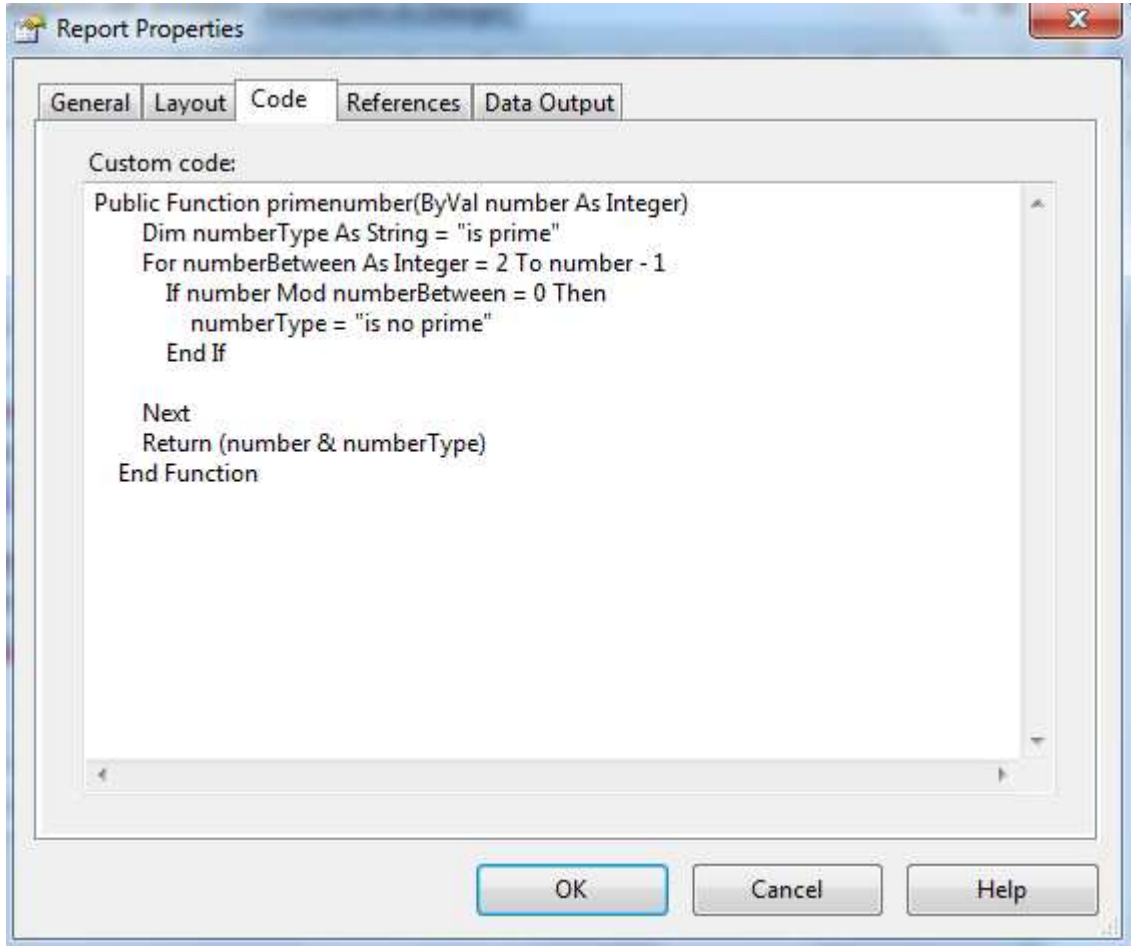 Report Properties
General Layout Code References Data Output
Custom code:
Public Function primenumber(ByVal number As Integer)
Dim numberType As String = "is prime"
For numberBetween As Integer = 2 To number - 1
If number Mod numberBetween = 0 Then
numberType = "is no prime"
End If
Next
Return (number & numberType)
End Function
OK Cancel Help